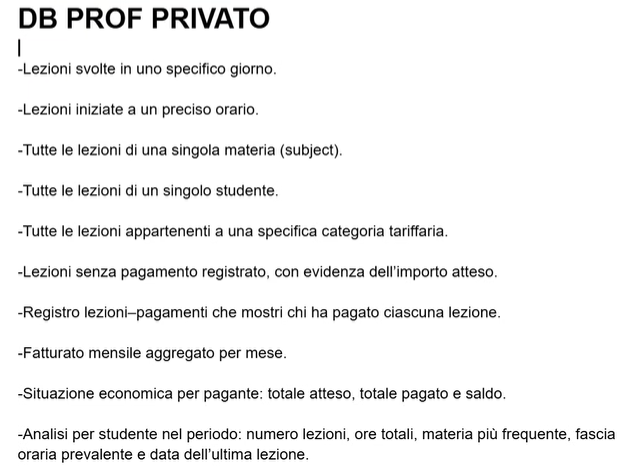 DB PROF PRIVATO
-Lezioni svolte in uno specifico giorno.
-Lezioni iniziate a un preciso orario.
-Tutte le lezioni di una singola materia (subject).
-Tutte le lezioni di un singolo studente.
-Tutte le lezioni appartenenti a una specifica categoria tariffaria.
-Lezioni senza pagamento registrato, con evidenza dell’importo atteso.
-Registro lezioni–pagamenti che mostri chi ha pagato ciascuna lezione.
-Fatturato mensile aggregato per mese.
-Situazione economica per pagante: totale atteso, totale pagato e saldo.
-Analisi per studente nel periodo: numero lezioni, ore totali, materia più frequente, fascia
oraria prevalente e data dell’ultima lezione.